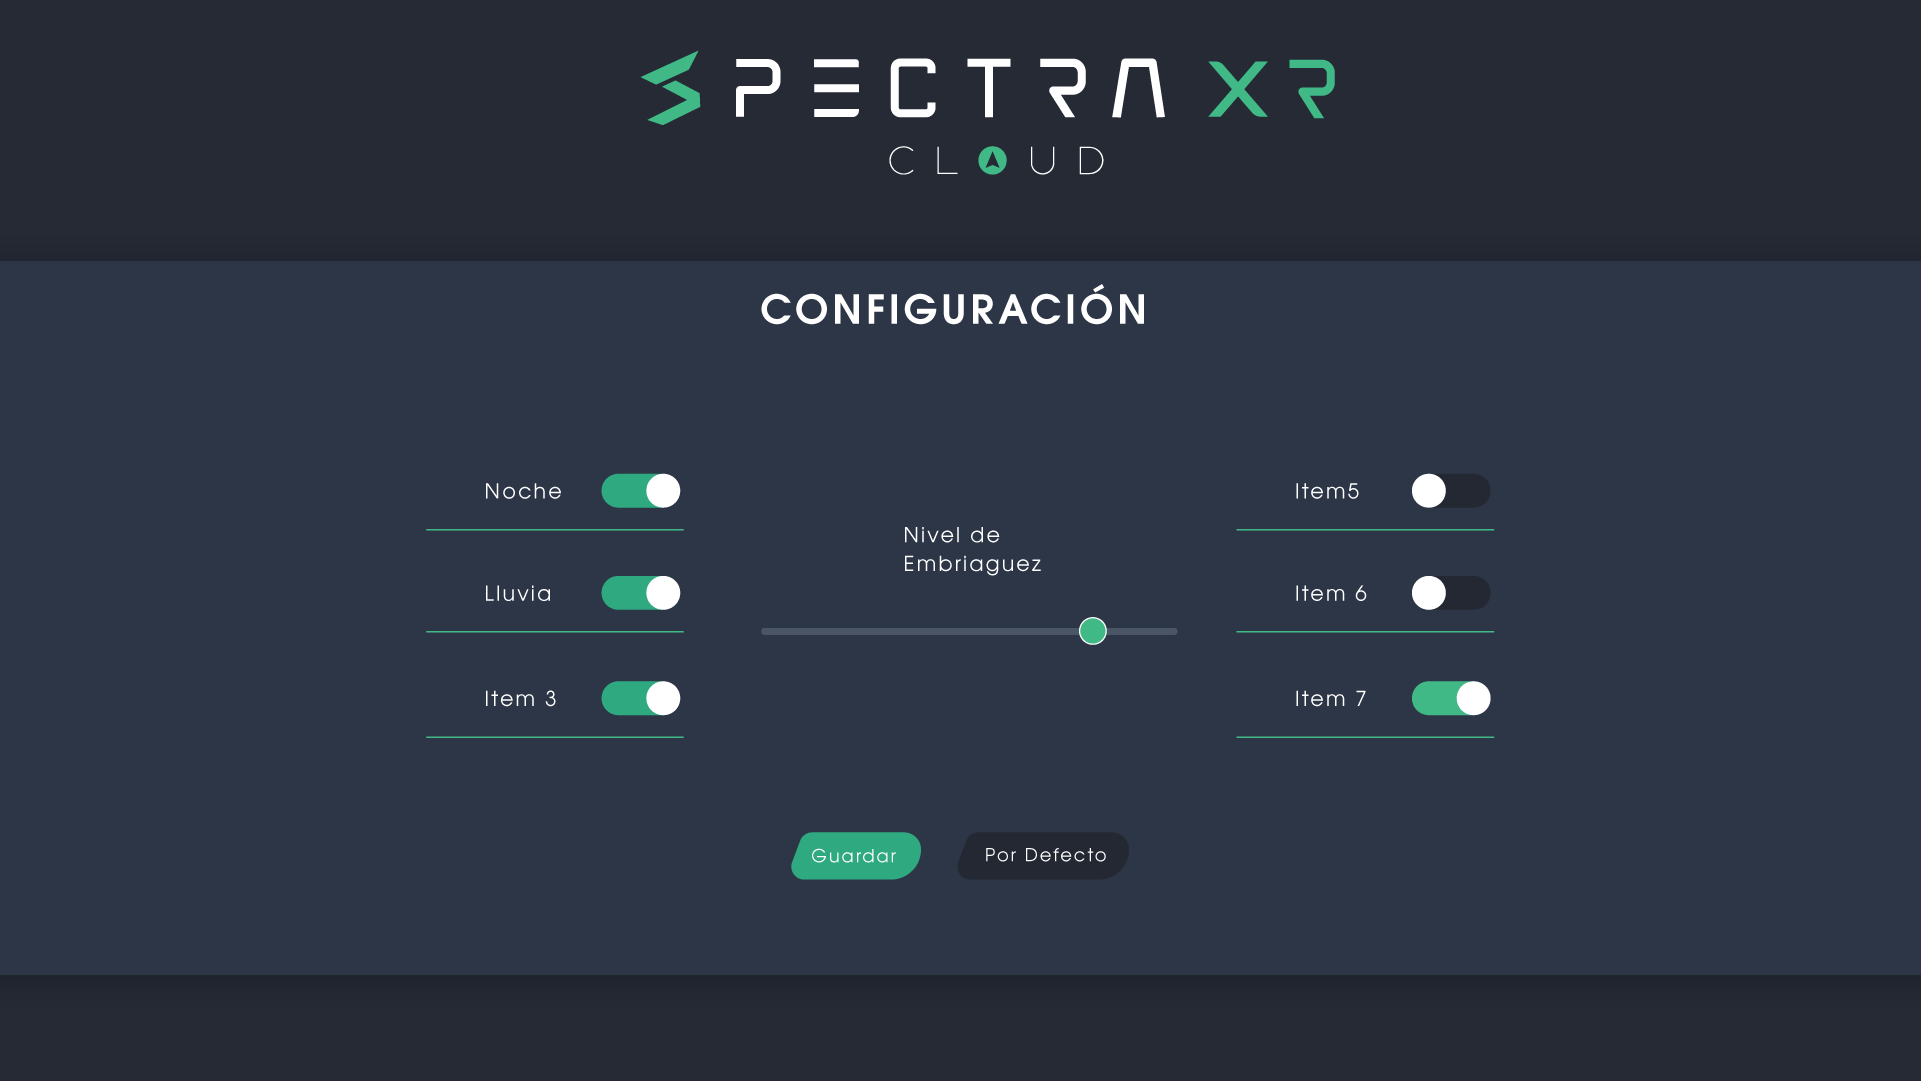 SPECTRA XR
CLOUD
CONFIGURACIÓN
Noche
Lluvia
Item 3
Nivel de
Embriaguez
Item5
Item 6
Item 7
Guardar
Por Defecto